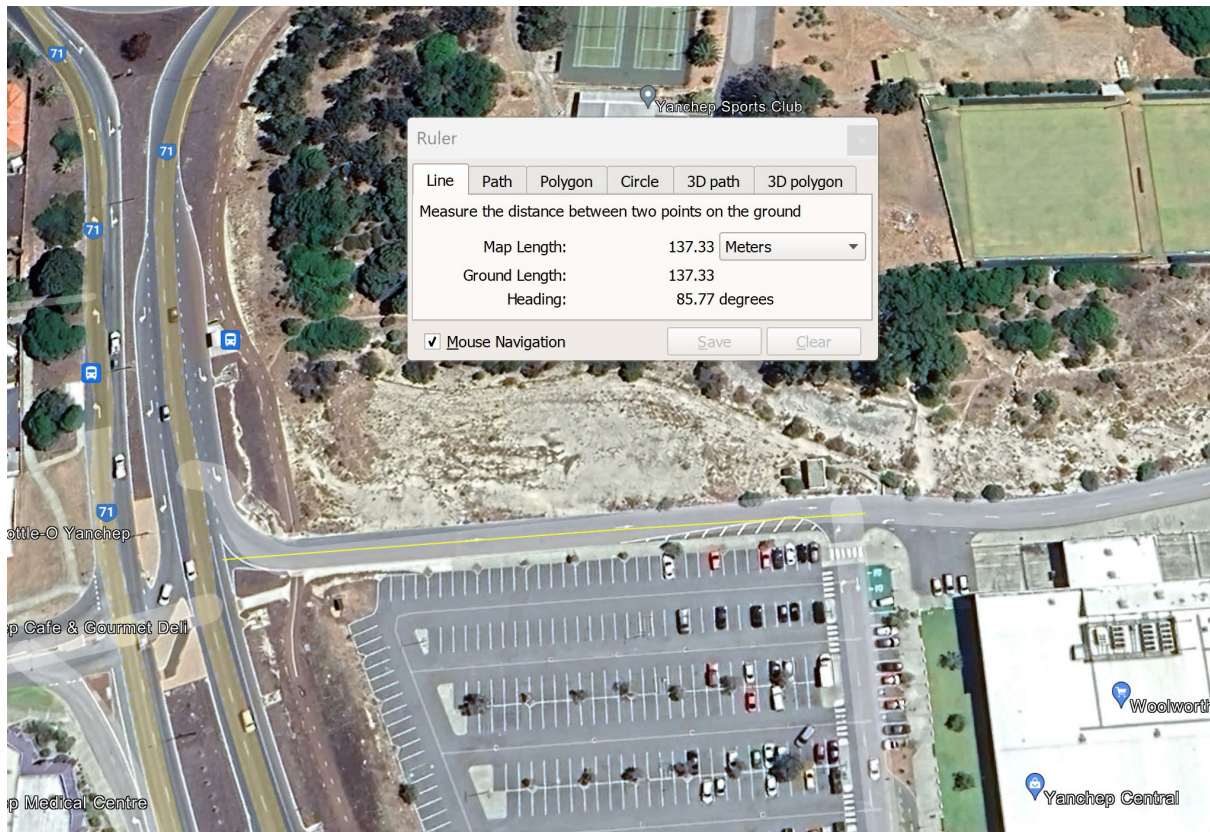 71
Yanchep Sports Club
Ruler
Line Path Polygon Circle 3D path 3D polygon
Measure the distance between two points on the ground
Map Length: 137.33 Meters
Ground Length: 137.33
Heading: 85.77 degrees
Mouse Navigation Save Clear
71
71
71
ottle-O Yanchep
ep Cafe & Gourmet Deli
Woolworth
Yanchep Central
ep Medical Centre